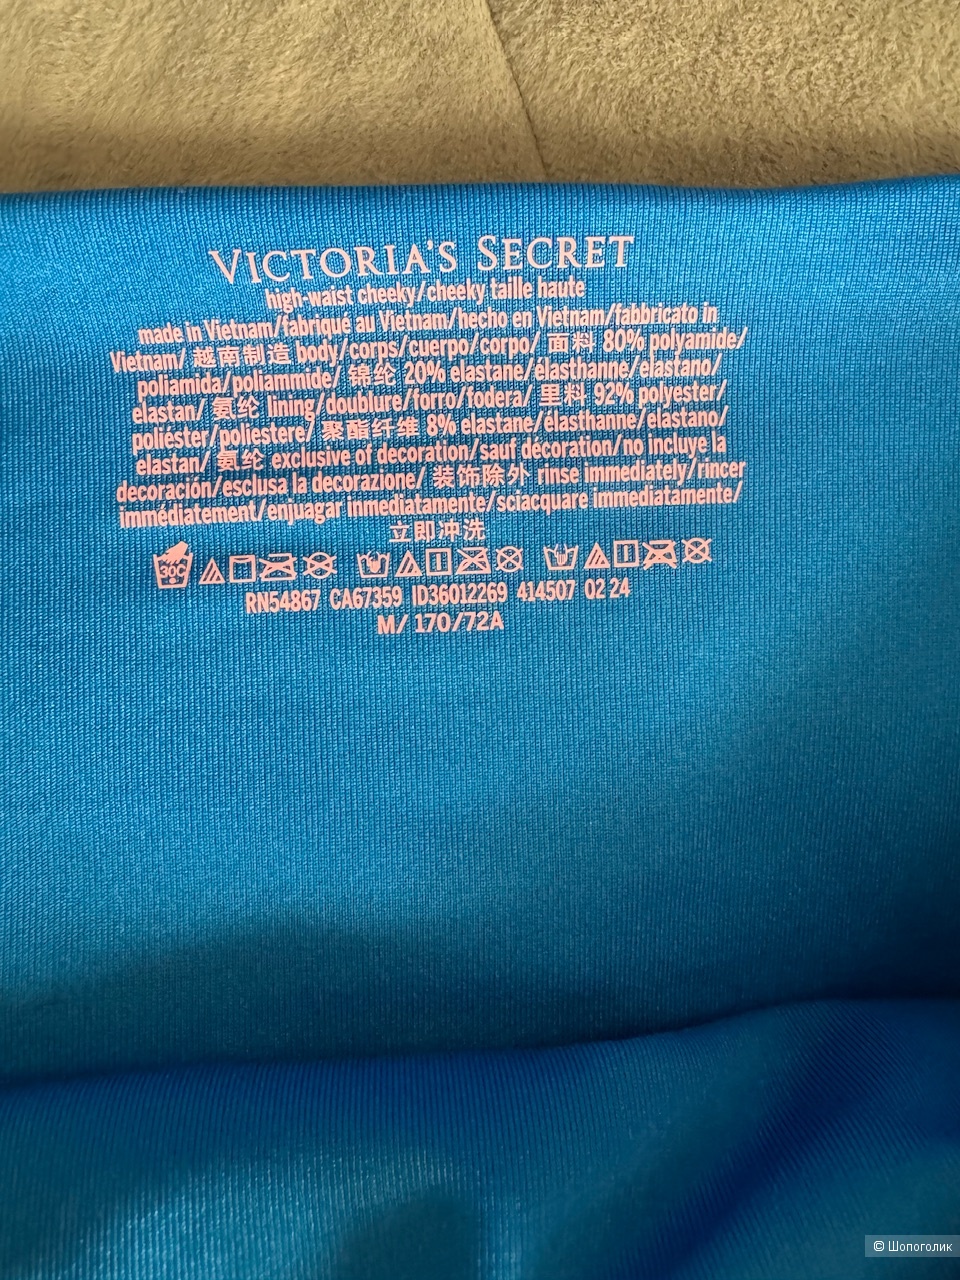 VICTORIA'S SECRET
high-waist cheeky/cheeky taille haute
made in Vietnam/fabriqué au Vietnam/hecho en Vietnam/fabbricato in
Vietnam/ 越南制造 body/corps/cuerpo/corpo/ 面料 80% polyamide/
poliamida/poliammide/ 锦纶 20% elastane/élasthanne/elastano/
elastan/ 氨纶 lining/doublure/forro/fodera/ 里料 92% polyester/
poliéster/poliestere/ 聚酯纤维 8% elastane/élasthanne/elastano/
elastan/ 氨纶 exclusive of decoration/sauf décoration/no incluye la
decoración/esclusa la decorazione/ 装饰除外 rinse immediately/rincer
immédiatement/enjuagar inmediatamente/sciacquare immediatamente/
立即冲洗
30C
RN54867 CA67359 ID36012269 414507 02 24
M/ 170/72A
© Шопоголик